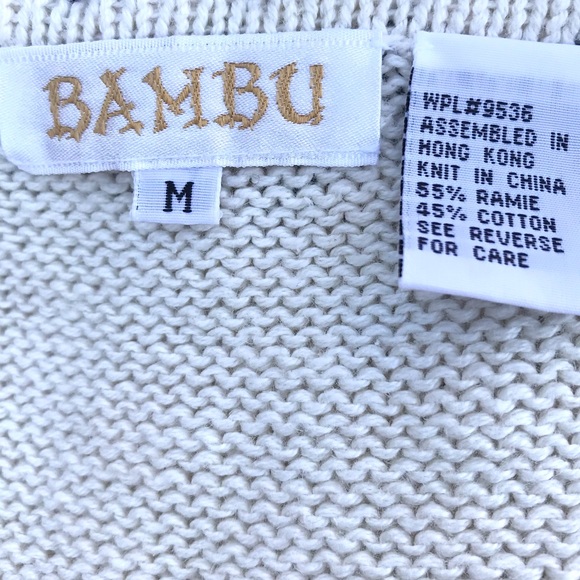 BAMBU
M
WPL#9536
ASSEMBLED IN
HONG KONG
KNIT IN CHINA
55% RAMIE
45% COTTON
SEE REVERSE
FOR CARE